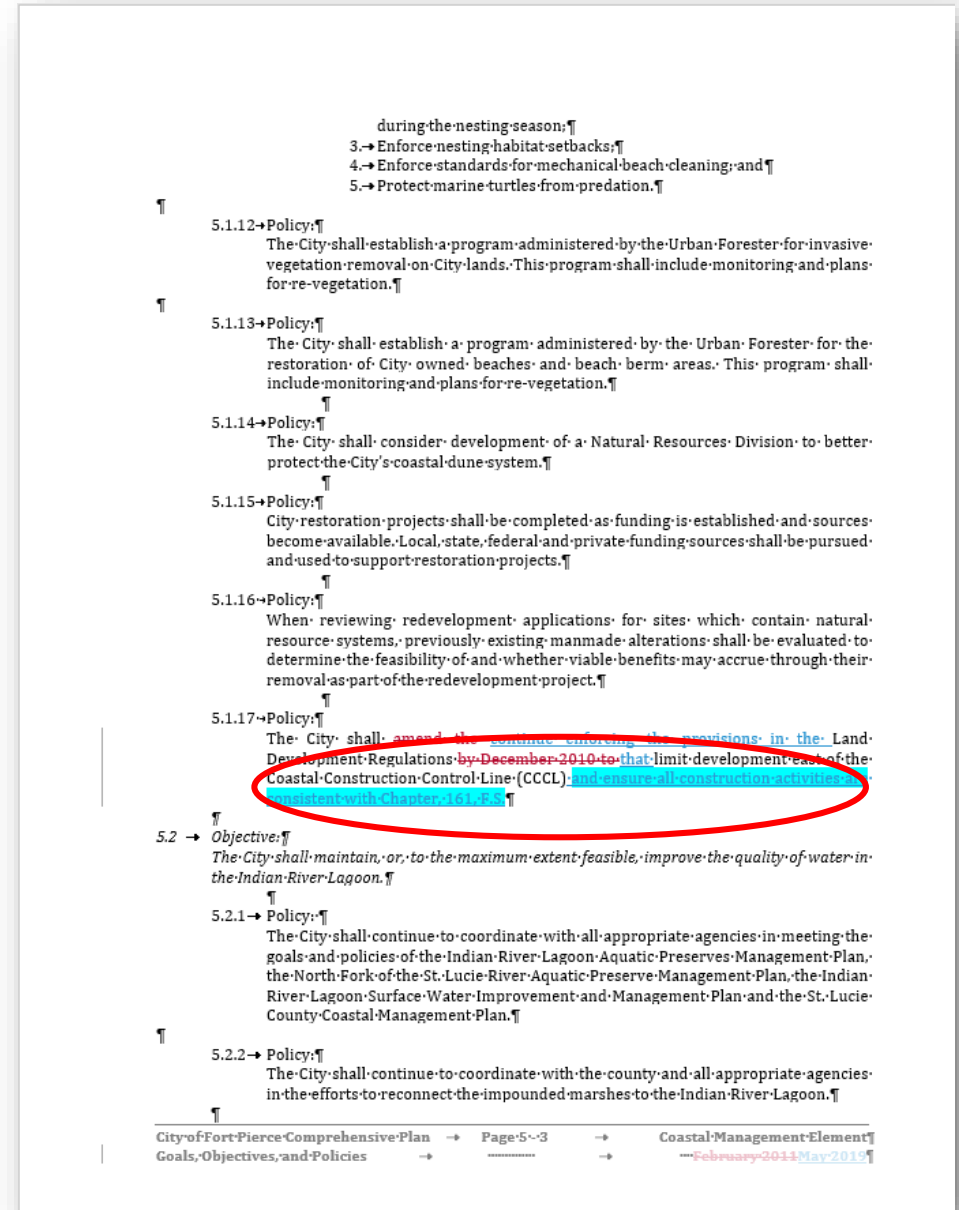 during the nesting season;
3. Enforce nesting habitat setbacks;
4. Enforce standards for mechanical beach cleaning; and
5. Protect marine turtles from predation.
5.1.12 Policy:
The City shall establish a program administered by the Urban Forester for invasive
vegetation removal on City lands. This program shall include monitoring and plans
for re-vegetation.
5.1.13 Policy:
The City shall establish a program administered by the Urban Forester for the
restoration of City owned beaches and beach berm areas. This program shall
include monitoring and plans for re-vegetation.
5.1.14 Policy:
The City shall consider development of a Natural Resources Division to better
protect the City's coastal dune system.
5.1.15 Policy:
City restoration projects shall be completed as funding is established and sources
become available. Local, state, federal and private funding sources shall be pursued
and used to support restoration projects.
5.1.16 Policy:
When reviewing redevelopment applications for sites which contain natural
resource systems, previously existing manmade alterations shall be evaluated to
determine the feasibility of and whether viable benefits may accrue through their
removal as part of the redevelopment project.
5.1.17 Policy:
The City shall amend the continue enforcing the provisions in the Land
Development Regulations by December 2010 to that limit development east of the
Coastal Construction Control Line (CCCL) and ensure all construction activities are
consistent with Chapter, 161, F.S.
5.2 Objective:
The City shall maintain, or, to the maximum extent feasible, improve the quality of water in
the Indian River Lagoon.
5.2.1 Policy:
The City shall continue to coordinate with all appropriate agencies in meeting the
goals and policies of the Indian River Lagoon Aquatic Preserves Management Plan,
the North Fork of the St. Lucie River Aquatic Preserve Management Plan, the Indian
River Lagoon Surface Water Improvement and Management Plan and the St. Lucie
County Coastal Management Plan.
5.2.2 Policy:
The City shall continue to coordinate with the county and all appropriate agencies
in the efforts to reconnect the impounded marshes to the Indian River Lagoon.
City of Fort Pierce Comprehensive Plan Page 5 - 3 Coastal Management Element
Goals, Objectives, and Policies February 2011May 2019